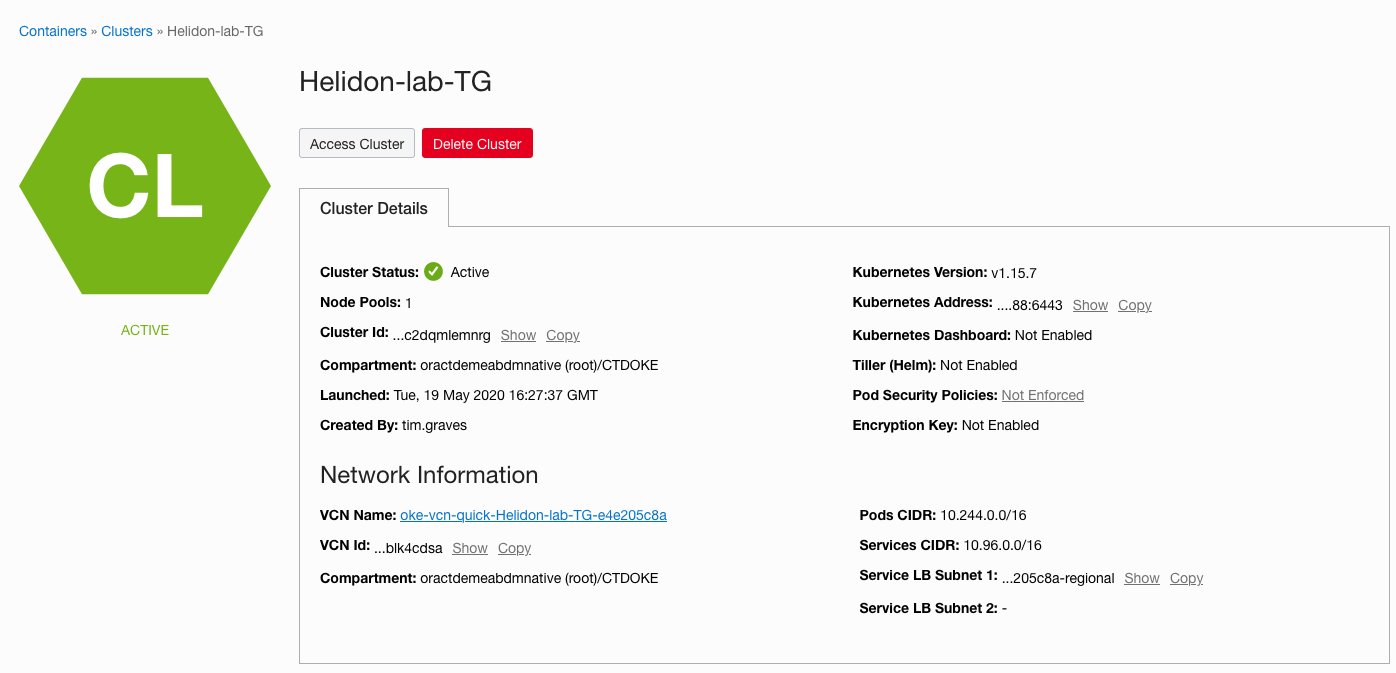 Containers » Clusters » Helidon-lab-TG
CL
ACTIVE
Helidon-lab-TG
Access Cluster Delete Cluster
Cluster Details
Cluster Status: Active
Node Pools: 1
Cluster Id: ...c2dqmlemnrg Show Copy
Compartment: oractdemeabdmnative (root)/CTDOKE
Launched: Tue, 19 May 2020 16:27:37 GMT
Created By: tim.graves
Kubernetes Version: v1.15.7
Kubernetes Address: ....88:6443 Show Copy
Kubernetes Dashboard: Not Enabled
Tiller (Helm): Not Enabled
Pod Security Policies: Not Enforced
Encryption Key: Not Enabled
Network Information
VCN Name: oke-vcn-quick-Helidon-lab-TG-e4e205c8a
VCN Id: ...blk4cdsa Show Copy
Compartment: oractdemeabdmnative (root)/CTDOKE
Pods CIDR: 10.244.0.0/16
Services CIDR: 10.96.0.0/16
Service LB Subnet 1: ...205c8a-regional Show Copy
Service LB Subnet 2: -